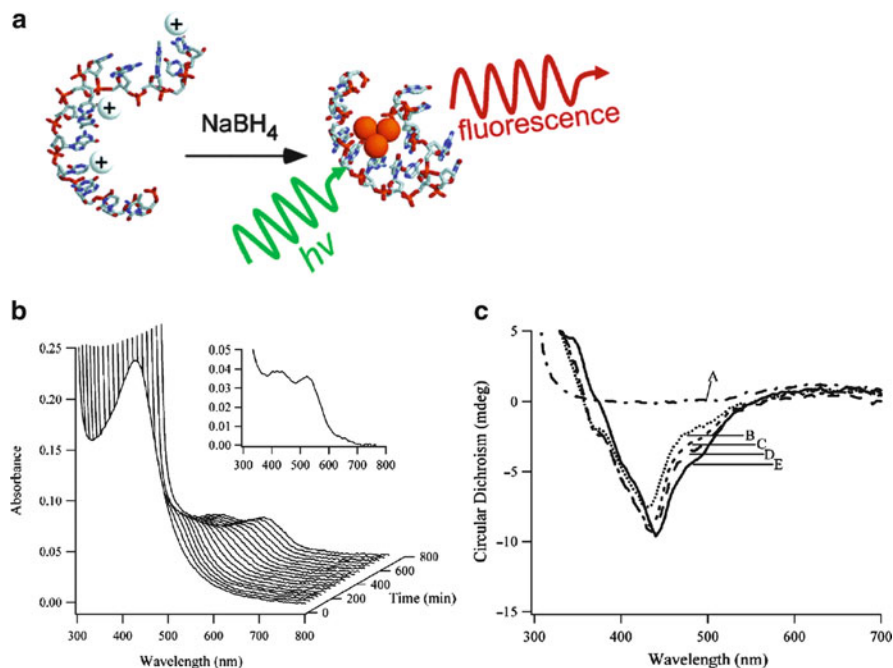 a
+
+
+
NaBH4
hv
fluorescence
b
0.25
0.20
0.15
0.10
0.05
0.00
Absorbance
300 400 500 600 700 800
Wavelength (nm)
0 200 400 600 800
Time (min)
0.05
0.04
0.03
0.02
0.01
0.00
300 400 500 600 700 800
c
5
0
-5
-10
-15
Circular Dichroism (mdeg)
A
B
C
D
E
300 400 500 600 700
Wavelength (nm)